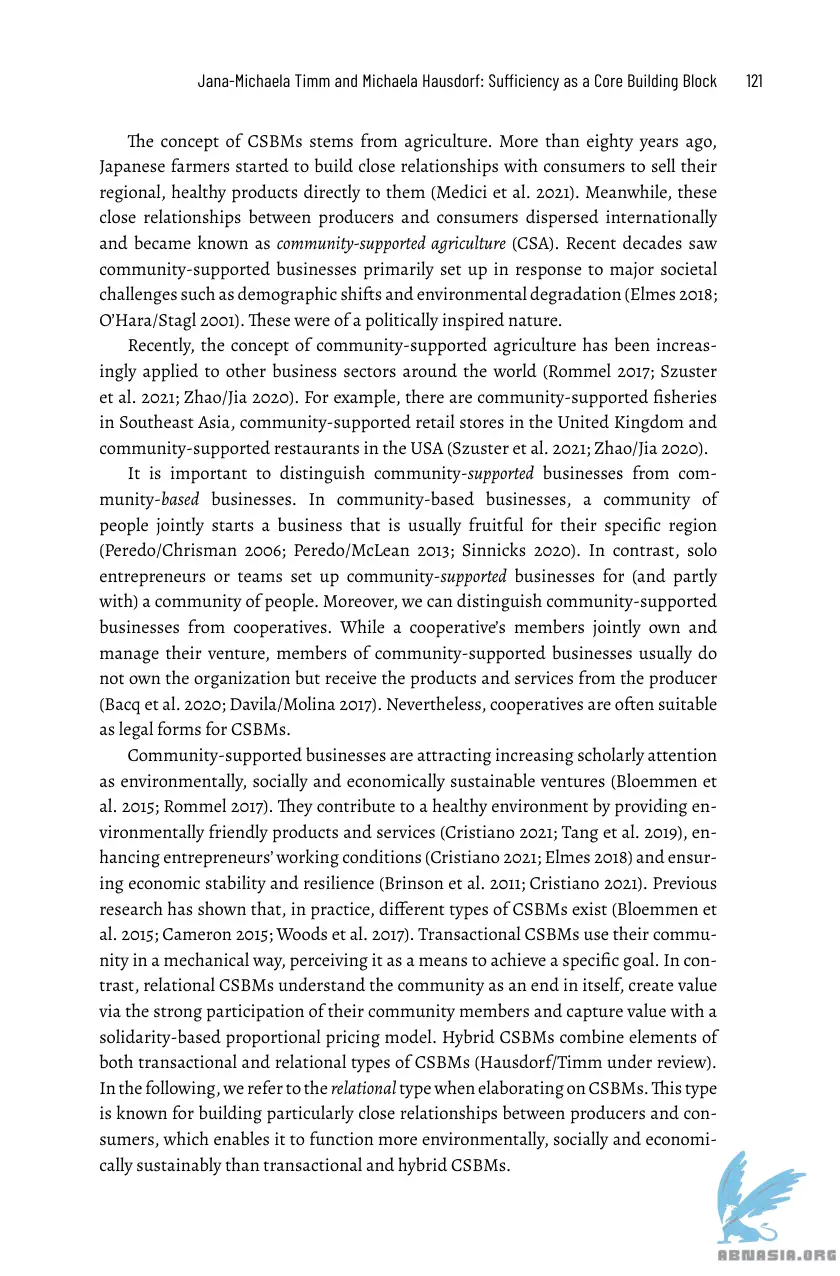 Jana-Michaela Timm and Michaela Hausdorf: Sufficiency as a Core Building Block 121
The concept of CSBMs stems from agriculture. More than eighty years ago,
Japanese farmers started to build close relationships with consumers to sell their
regional, healthy products directly to them (Medici et al. 2021). Meanwhile, these
close relationships between producers and consumers dispersed internationally
and became known as community-supported agriculture (CSA). Recent decades saw
community-supported businesses primarily set up in response to major societal
challenges such as demographic shifts and environmental degradation (Elmes 2018;
O’Hara/Stagl 2001). These were of a politically inspired nature.
Recently, the concept of community-supported agriculture has been increas-
ingly applied to other business sectors around the world (Rommel 2017; Szuster
et al. 2021; Zhao/Jia 2020). For example, there are community-supported fisheries
in Southeast Asia, community-supported retail stores in the United Kingdom and
community-supported restaurants in the USA (Szuster et al. 2021; Zhao/Jia 2020).
It is important to distinguish community-supported businesses from com-
munity-based businesses. In community-based businesses, a community of
people jointly starts a business that is usually fruitful for their specific region
(Peredo/Chrisman 2006; Peredo/McLean 2013; Sinnicks 2020). In contrast, solo
entrepreneurs or teams set up community-supported businesses for (and partly
with) a community of people. Moreover, we can distinguish community-supported
businesses from cooperatives. While a cooperative’s members jointly own and
manage their venture, members of community-supported businesses usually do
not own the organization but receive the products and services from the producer
(Bacq et al. 2020; Davila/Molina 2017). Nevertheless, cooperatives are often suitable
as legal forms for CSBMs.
Community-supported businesses are attracting increasing scholarly attention
as environmentally, socially and economically sustainable ventures (Bloemmen et
al. 2015; Rommel 2017). They contribute to a healthy environment by providing en-
vironmentally friendly products and services (Cristiano 2021; Tang et al. 2019), en-
hancing entrepreneurs’ working conditions (Cristiano 2021; Elmes 2018) and ensur-
ing economic stability and resilience (Brinson et al. 2011; Cristiano 2021). Previous
research has shown that, in practice, different types of CSBMs exist (Bloemmen et
al. 2015; Cameron 2015; Woods et al. 2017). Transactional CSBMs use their commu-
nity in a mechanical way, perceiving it as a means to achieve a specific goal. In con-
trast, relational CSBMs understand the community as an end in itself, create value
via the strong participation of their community members and capture value with a
solidarity-based proportional pricing model. Hybrid CSBMs combine elements of
both transactional and relational types of CSBMs (Hausdorf/Timm under review).
In the following, we refer to the relational type when elaborating on CSBMs. This type
is known for building particularly close relationships between producers and con-
sumers, which enables it to function more environmentally, socially and economi-
cally sustainably than transactional and hybrid CSBMs.
ABNASIA.ORG